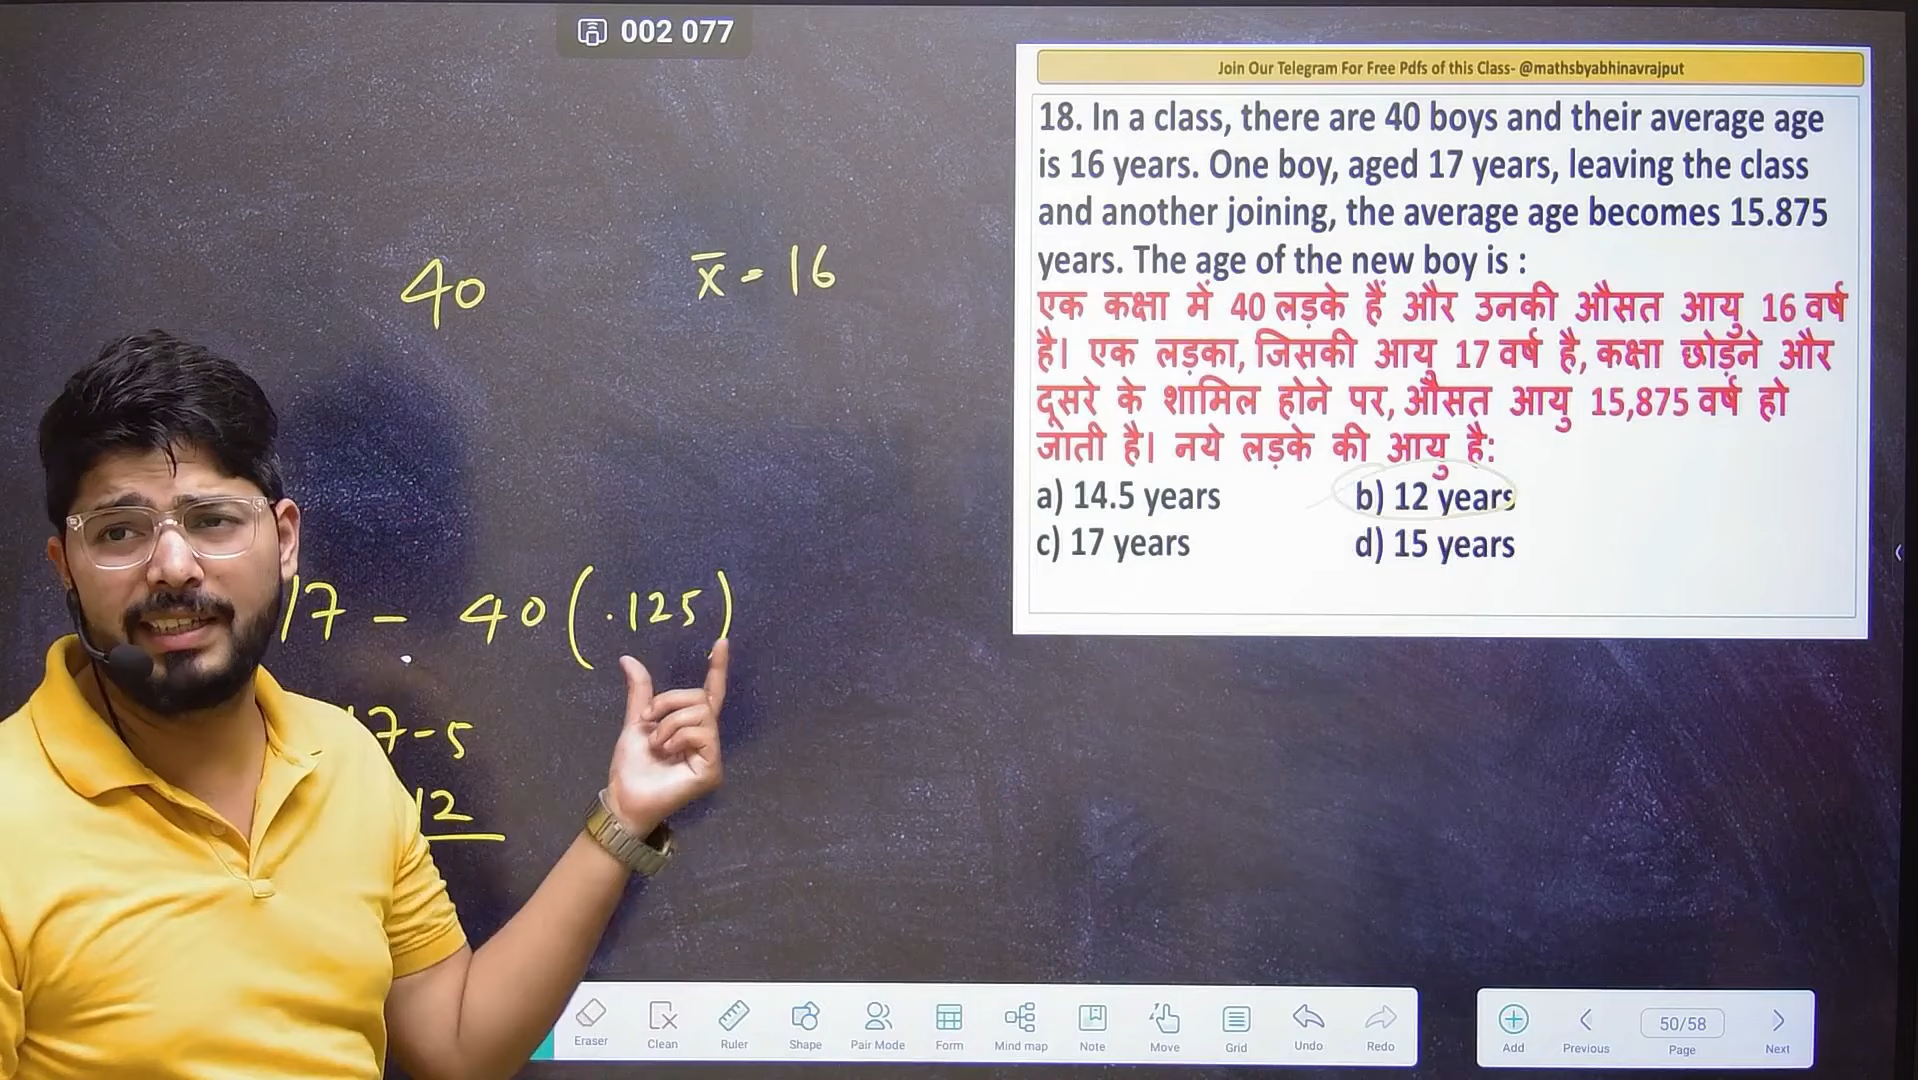 002 077
Join Our Telegram For Free Pdfs of this Class- @mathsbyabhinavrajput
18. In a class, there are 40 boys and their average age
is 16 years. One boy, aged 17 years, leaving the class
and another joining, the average age becomes 15.875
years. The age of the new boy is :
एक कक्षा में 40 लड़के हैं और उनकी औसत आयु 16 वर्ष
है। एक लड़का, जिसकी आयु 17 वर्ष है, कक्षा छोड़ने और
दूसरे के शामिल होने पर, औसत आयु 15,875 वर्ष हो
जाती है। नये लड़के की आयु है:
a) 14.5 years b) 12 years
c) 17 years d) 15 years
40 x̄ = 16
17 - 40 (.125)
17-5
12
Eraser Clean Ruler Shape Pair Mode Form Mind map Note Move Grid Undo Redo
Add Previous 50/58 Page Next